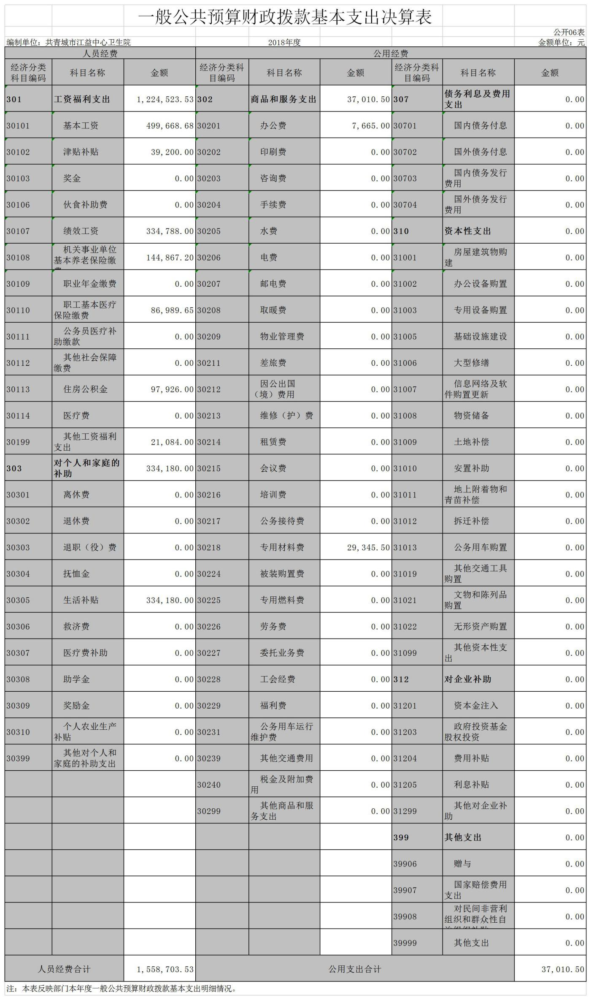 一般公共预算财政拨款基本支出决算表
公开06表
编制单位：共青城市江益中心卫生院 2018年度 金额单位：元
人员经费 公用经费
经济分类科目编码 科目名称 金额 经济分类科目编码 科目名称 金额 经济分类科目编码 科目名称 金额
301 工资福利支出 1,224,523.53 302 商品和服务支出 37,010.50 307 债务利息及费用支出 0.00
30101 基本工资 499,668.68 30201 办公费 7,665.00 30701 国内债务付息 0.00
30102 津贴补贴 39,200.00 30202 印刷费 0.00 30702 国外债务付息 0.00
30103 奖金 0.00 30203 咨询费 0.00 30703 国内债务发行费用 0.00
30106 伙食补助费 0.00 30204 手续费 0.00 30704 国外债务发行费用 0.00
30107 绩效工资 334,788.00 30205 水费 0.00 310 资本性支出 0.00
30108 机关事业单位基本养老保险缴 144,867.20 30206 电费 0.00 31001 房屋建筑物购建 0.00
30109 职业年金缴费 0.00 30207 邮电费 0.00 31002 办公设备购置 0.00
30110 职工基本医疗保险缴费 86,989.65 30208 取暖费 0.00 31003 专用设备购置 0.00
30111 公务员医疗补助缴款 0.00 30209 物业管理费 0.00 31005 基础设施建设 0.00
30112 其他社会保障缴费 0.00 30211 差旅费 0.00 31006 大型修缮 0.00
30113 住房公积金 97,926.00 30212 因公出国（境）费用 0.00 31007 信息网络及软件购置更新 0.00
30114 医疗费 0.00 30213 维修（护）费 0.00 31008 物资储备 0.00
30199 其他工资福利支出 21,084.00 30214 租赁费 0.00 31009 土地补偿 0.00
303 对个人和家庭的补助 334,180.00 30215 会议费 0.00 31010 安置补助 0.00
30301 离休费 0.00 30216 培训费 0.00 31011 地上附着物和青苗补偿 0.00
30302 退休费 0.00 30217 公务接待费 0.00 31012 拆迁补偿 0.00
30303 退职（役）费 0.00 30218 专用材料费 29,345.50 31013 公务用车购置 0.00
30304 抚恤金 0.00 30224 被装购置费 0.00 31019 其他交通工具购置 0.00
30305 生活补贴 334,180.00 30225 专用燃料费 0.00 31021 文物和陈列品购置 0.00
30306 救济费 0.00 30226 劳务费 0.00 31022 无形资产购置 0.00
30307 医疗费补助 0.00 30227 委托业务费 0.00 31099 其他资本性支出 0.00
30308 助学金 0.00 30228 工会经费 0.00 312 对企业补助 0.00
30309 奖励金 0.00 30229 福利费 0.00 31201 资本金注入 0.00
30310 个人农业生产补贴 0.00 30231 公务用车运行维护费 0.00 31203 政府投资基金股权投资 0.00
30399 其他对个人和家庭的补助支出 0.00 30239 其他交通费用 0.00 31204 费用补贴 0.00
30240 税金及附加费用 0.00 31205 利息补贴 0.00
30299 其他商品和服务支出 0.00 31299 其他对企业补助 0.00
399 其他支出 0.00
39906 赠与 0.00
39907 国家赔偿费用支出 0.00
39908 对民间非营利组织和群众性自 0.00
39999 其他支出 0.00
人员经费合计 1,558,703.53 公用支出合计 37,010.50
注：本表反映部门本年度一般公共预算财政拨款基本支出明细情况。